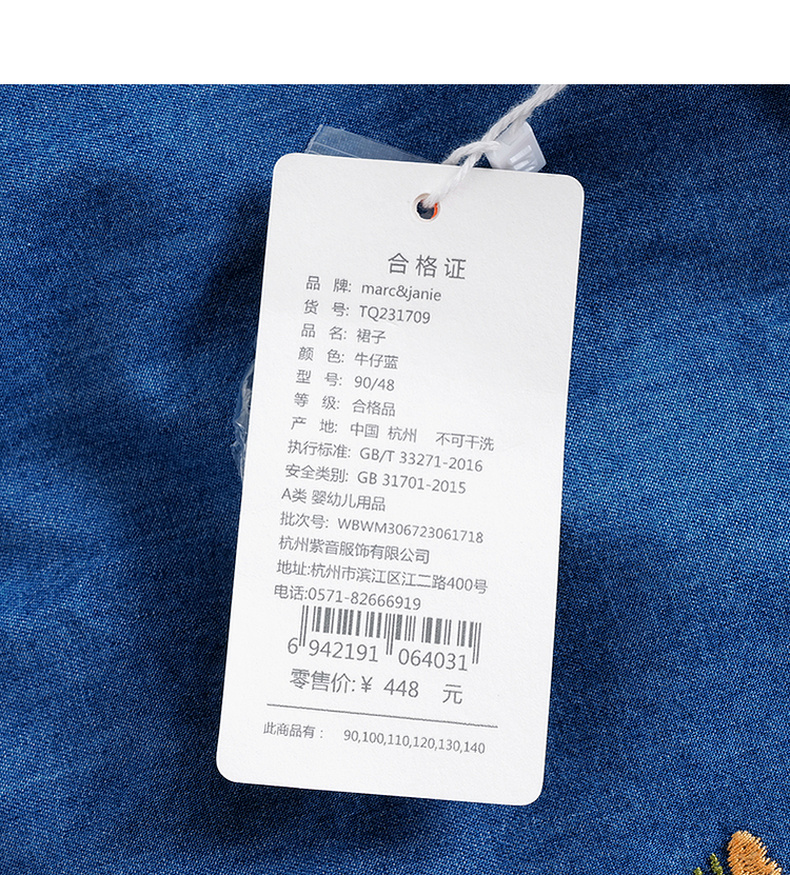 合格证
品 牌: marc&janie
货 号: TQ231709
品 名: 裙子
颜 色: 牛仔蓝
型 号: 90/48
等 级: 合格品
产 地: 中国 杭州 不可干洗
执行标准: GB/T 33271-2016
安全类别: GB 31701-2015
A类 婴幼儿用品
批次号: WBWM306723061718
杭州紫音服饰有限公司
地址:杭州市滨江区江二路400号
电话:0571-82666919
6 942191 064031
零售价:¥ 448 元
此商品有: 90,100,110,120,130,140